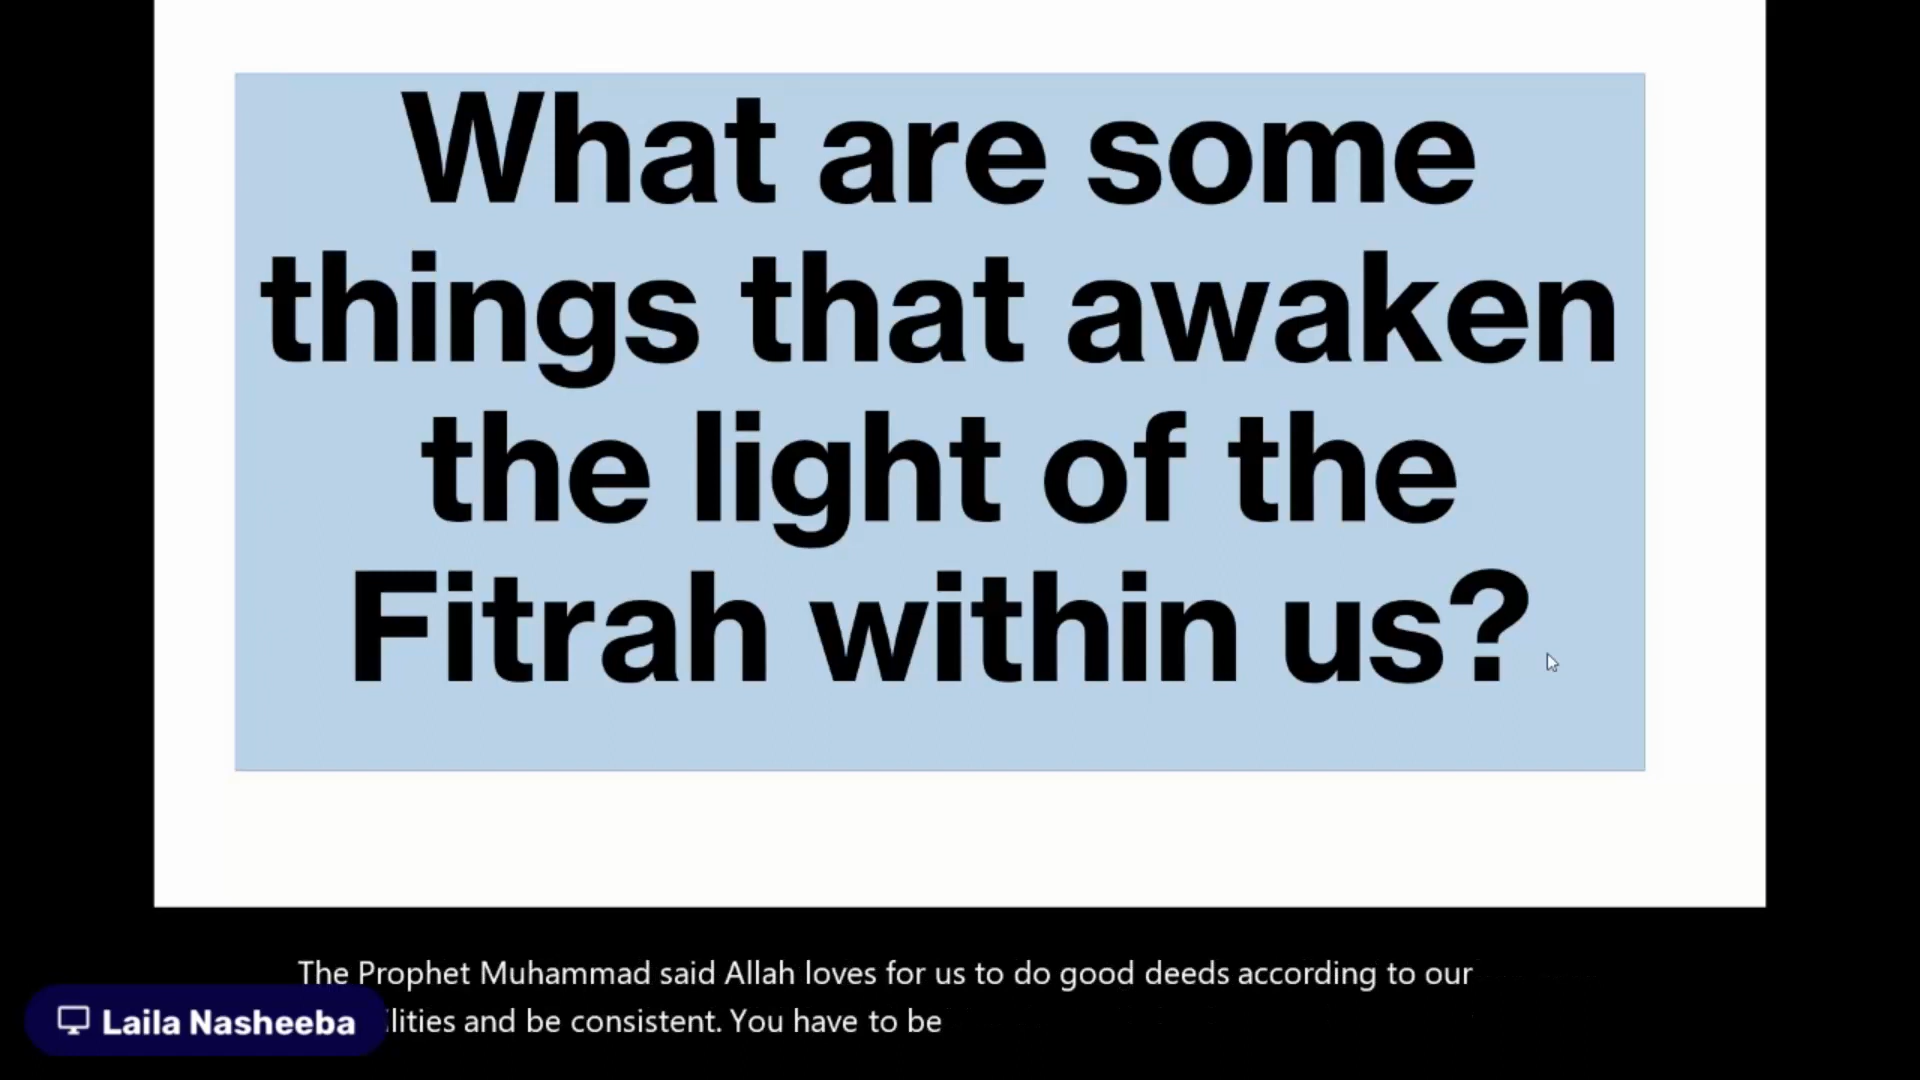 What are some
things that awaken
the light of the
Fitrah within us?
The Prophet Muhammad said Allah loves for us to do good deeds according to our
and be consistent. You have to be
Laila Nasheeba